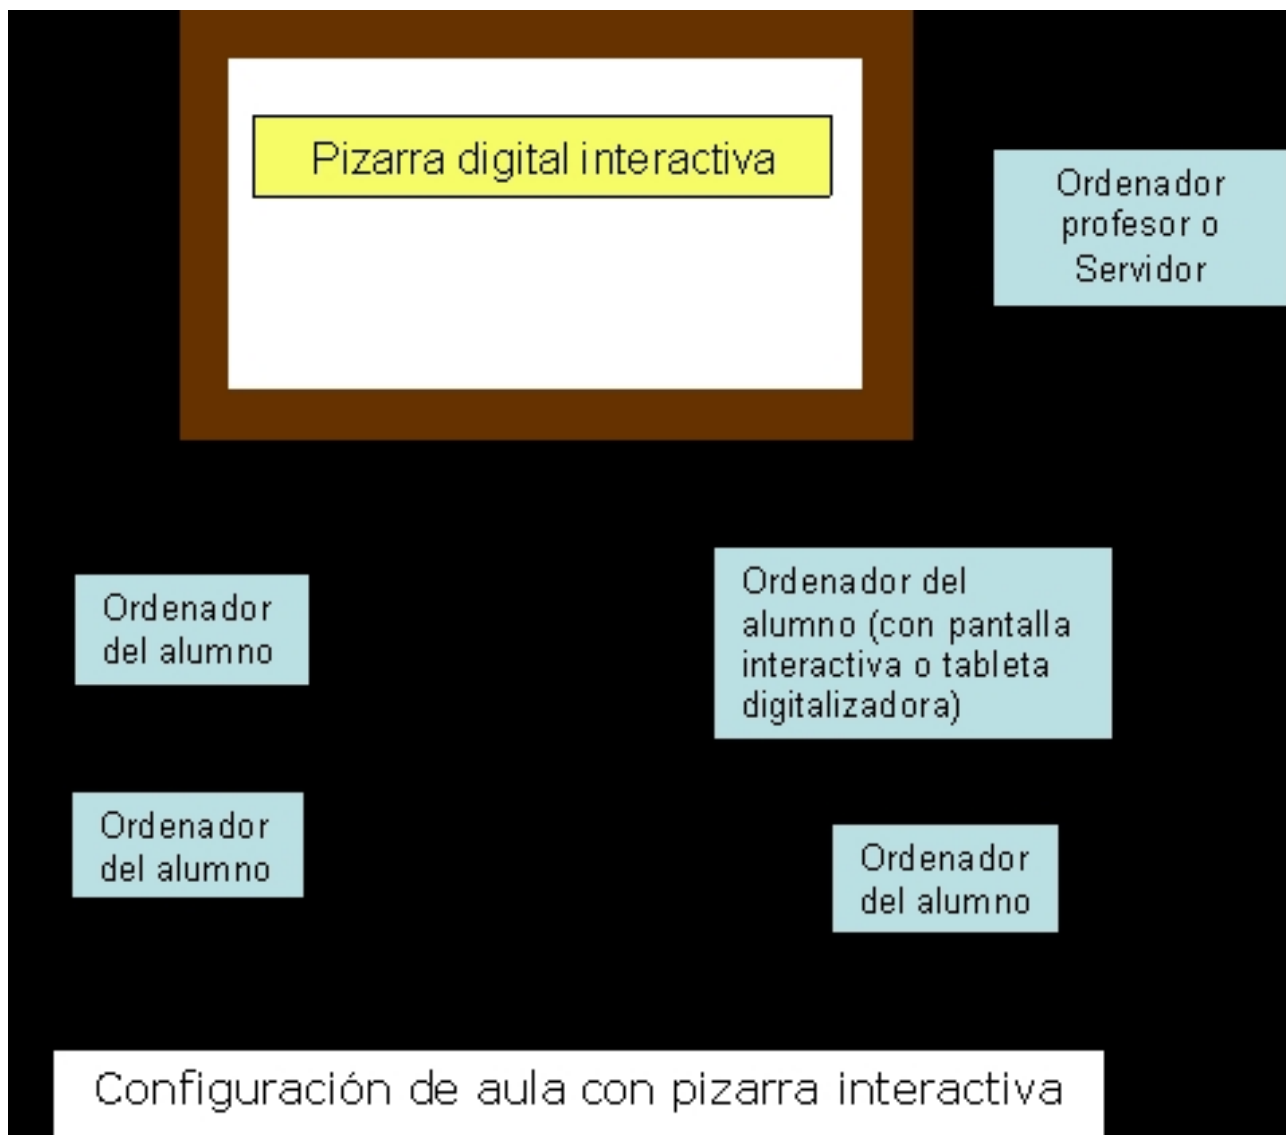 Pizarra digital interactiva
Ordenador
profesor o
Servidor
Ordenador
del alumno
Ordenador del
alumno (con pantalla
interactiva o tableta
digitalizadora)
Ordenador
del alumno
Ordenador
del alumno
Configuración de aula con pizarra interactiva